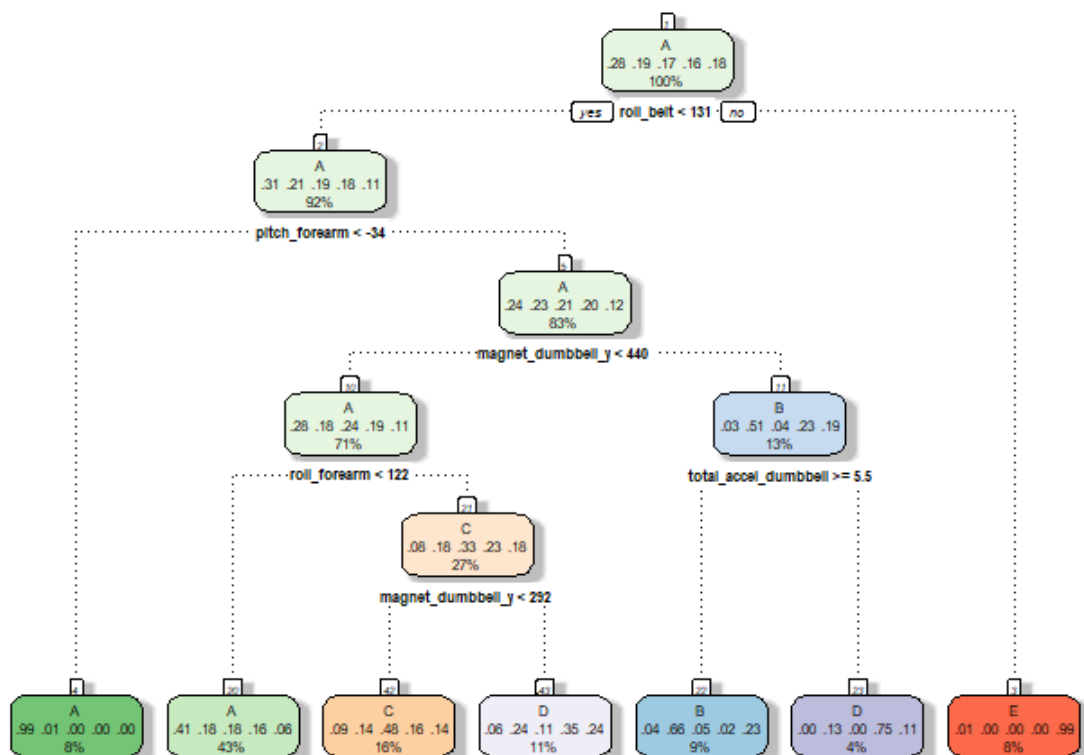 1
A
.28 .19 .17 .16 .18
100%
yes roll_belt < 131 no
2
A
.31 .21 .19 .18 .11
92%
pitch_forearm < -34
5
A
.24 .23 .21 .20 .12
83%
magnet_dumbbell_y < 440
10
A
.28 .18 .24 .19 .11
71%
roll_forearm < 122
11
B
.03 .51 .04 .23 .19
13%
total_accel_dumbbell >= 5.5
21
C
.08 .18 .33 .23 .18
27%
magnet_dumbbell_y < 292
4
A
.99 .01 .00 .00 .00
8%
20
A
.41 .18 .18 .16 .06
43%
42
C
.09 .14 .48 .16 .14
16%
43
D
.06 .24 .11 .35 .24
11%
22
B
.04 .66 .05 .02 .23
9%
23
D
.00 .13 .00 .75 .11
4%
3
E
.01 .00 .00 .00 .99
8%